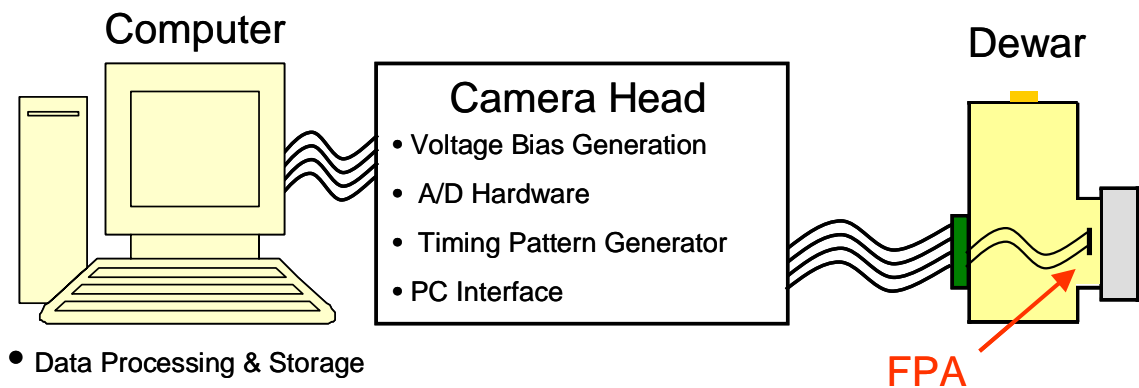 Computer
Camera Head
• Voltage Bias Generation
• A/D Hardware
• Timing Pattern Generator
• PC Interface
Dewar
• Data Processing & Storage
FPA